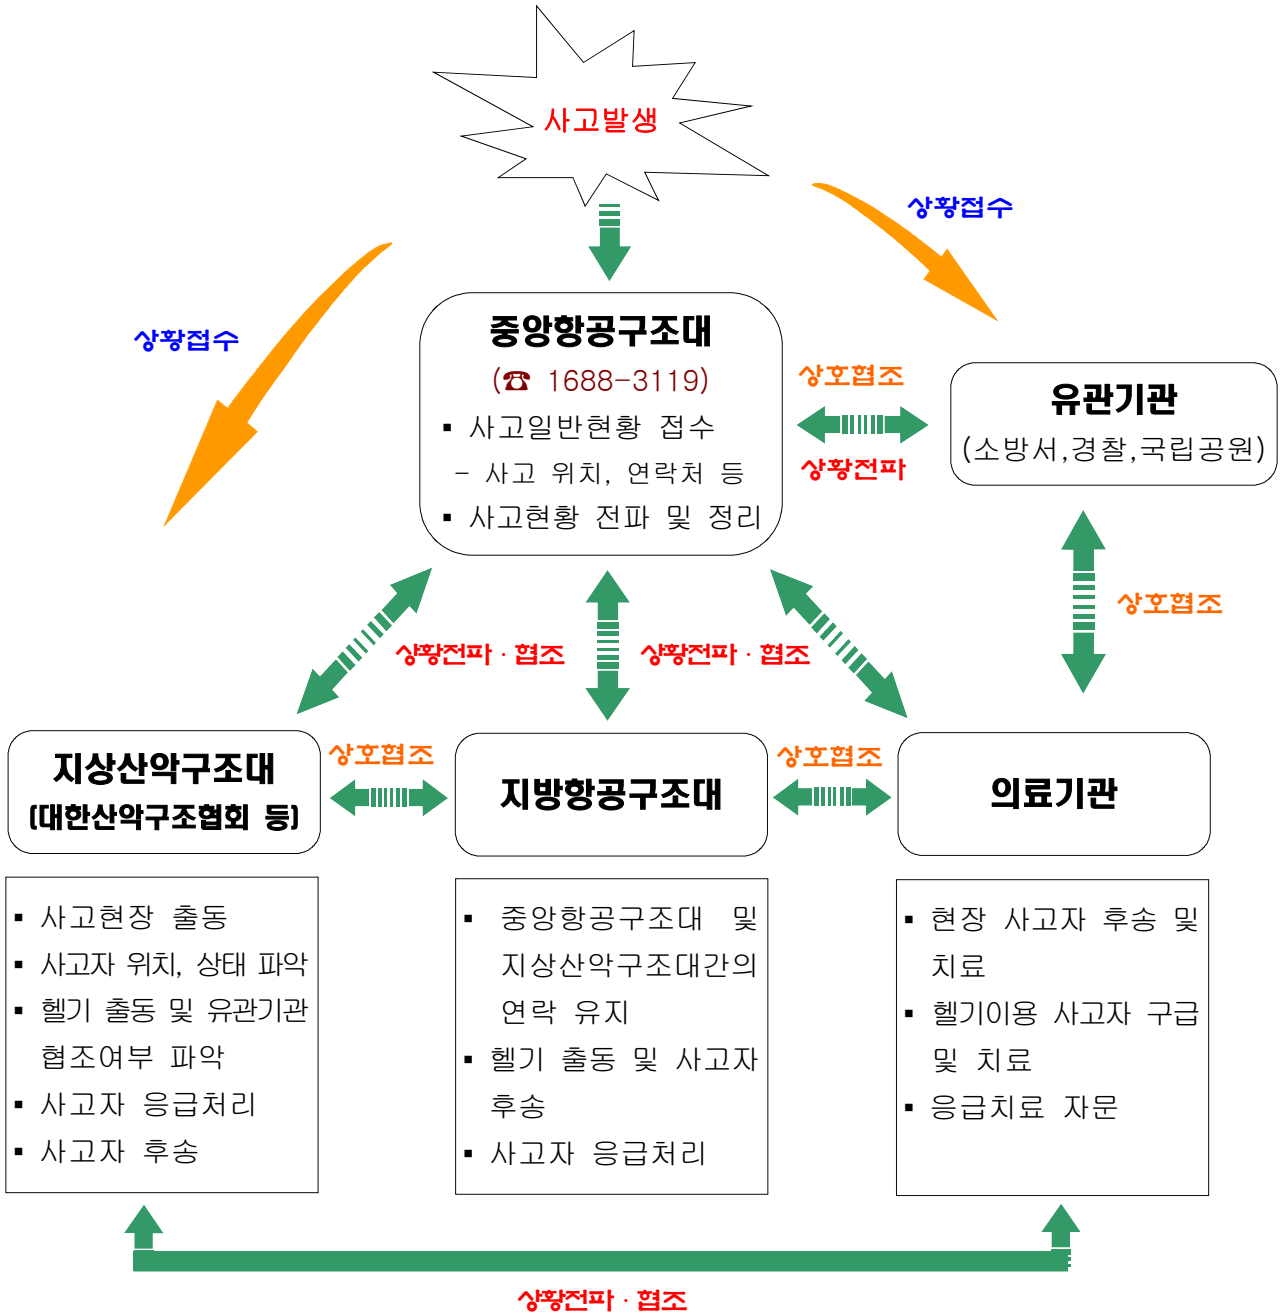 사고발생
상황접수
상황접수
중앙항공구조대
(☎ 1688-3119)
▪ 사고일반현황 접수
- 사고 위치, 연락처 등
▪ 사고현황 전파 및 정리
상호협조
상황전파
유관기관
(소방서,경찰,국립공원)
상호협조
상황전파 · 협조
상황전파 · 협조
지상산악구조대
(대한산악구조협회 등)
상호협조
지방항공구조대
상호협조
의료기관
▪ 사고현장 출동
▪ 사고자 위치, 상태 파악
▪ 헬기 출동 및 유관기관
협조여부 파악
▪ 사고자 응급처리
▪ 사고자 후송
▪ 중앙항공구조대 및
지상산악구조대간의
연락 유지
▪ 헬기 출동 및 사고자
후송
▪ 사고자 응급처리
▪ 현장 사고자 후송 및
치료
▪ 헬기이용 사고자 구급
및 치료
▪ 응급치료 자문
상황전파 · 협조